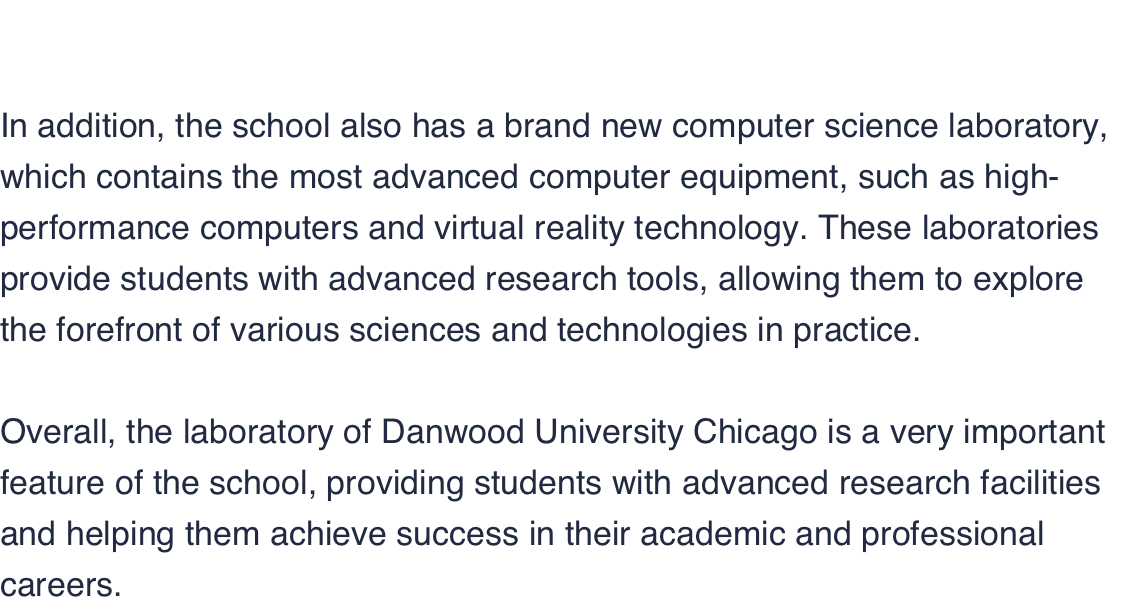 In addition, the school also has a brand new computer science laboratory,
which contains the most advanced computer equipment, such as high-
performance computers and virtual reality technology. These laboratories
provide students with advanced research tools, allowing them to explore
the forefront of various sciences and technologies in practice.
Overall, the laboratory of Danwood University Chicago is a very important
feature of the school, providing students with advanced research facilities
and helping them achieve success in their academic and professional
careers.